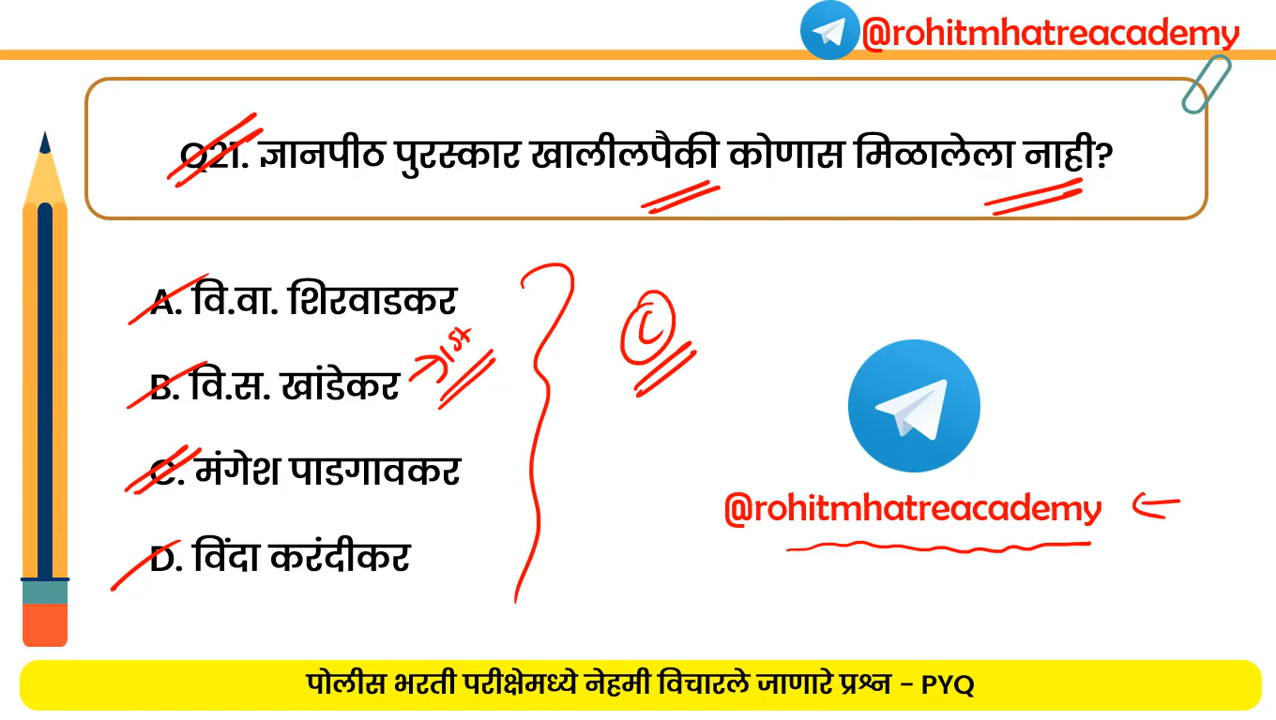 @rohitmhatreacademy
Q21. ज्ञानपीठ पुरस्कार खालीलपैकी कोणास मिळालेला नाही?
A. वि.वा. शिरवाडकर
B. वि.स. खांडेकर
1st
C
C. मंगेश पाडगावकर
D. विंदा करंदीकर
@rohitmhatreacademy
पोलीस भरती परीक्षेमध्ये नेहमी विचारले जाणारे प्रश्न - PYQ